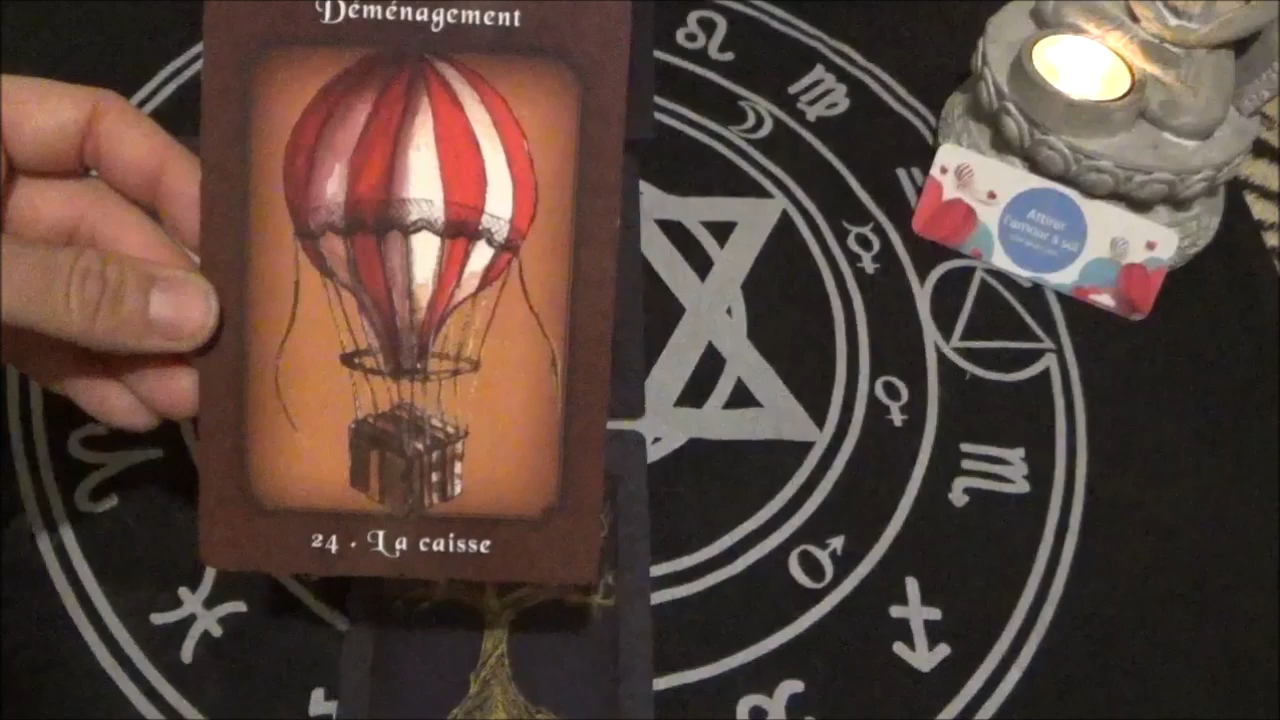 Déménagement
24 . La caisse
Attirer
l'amour à soi